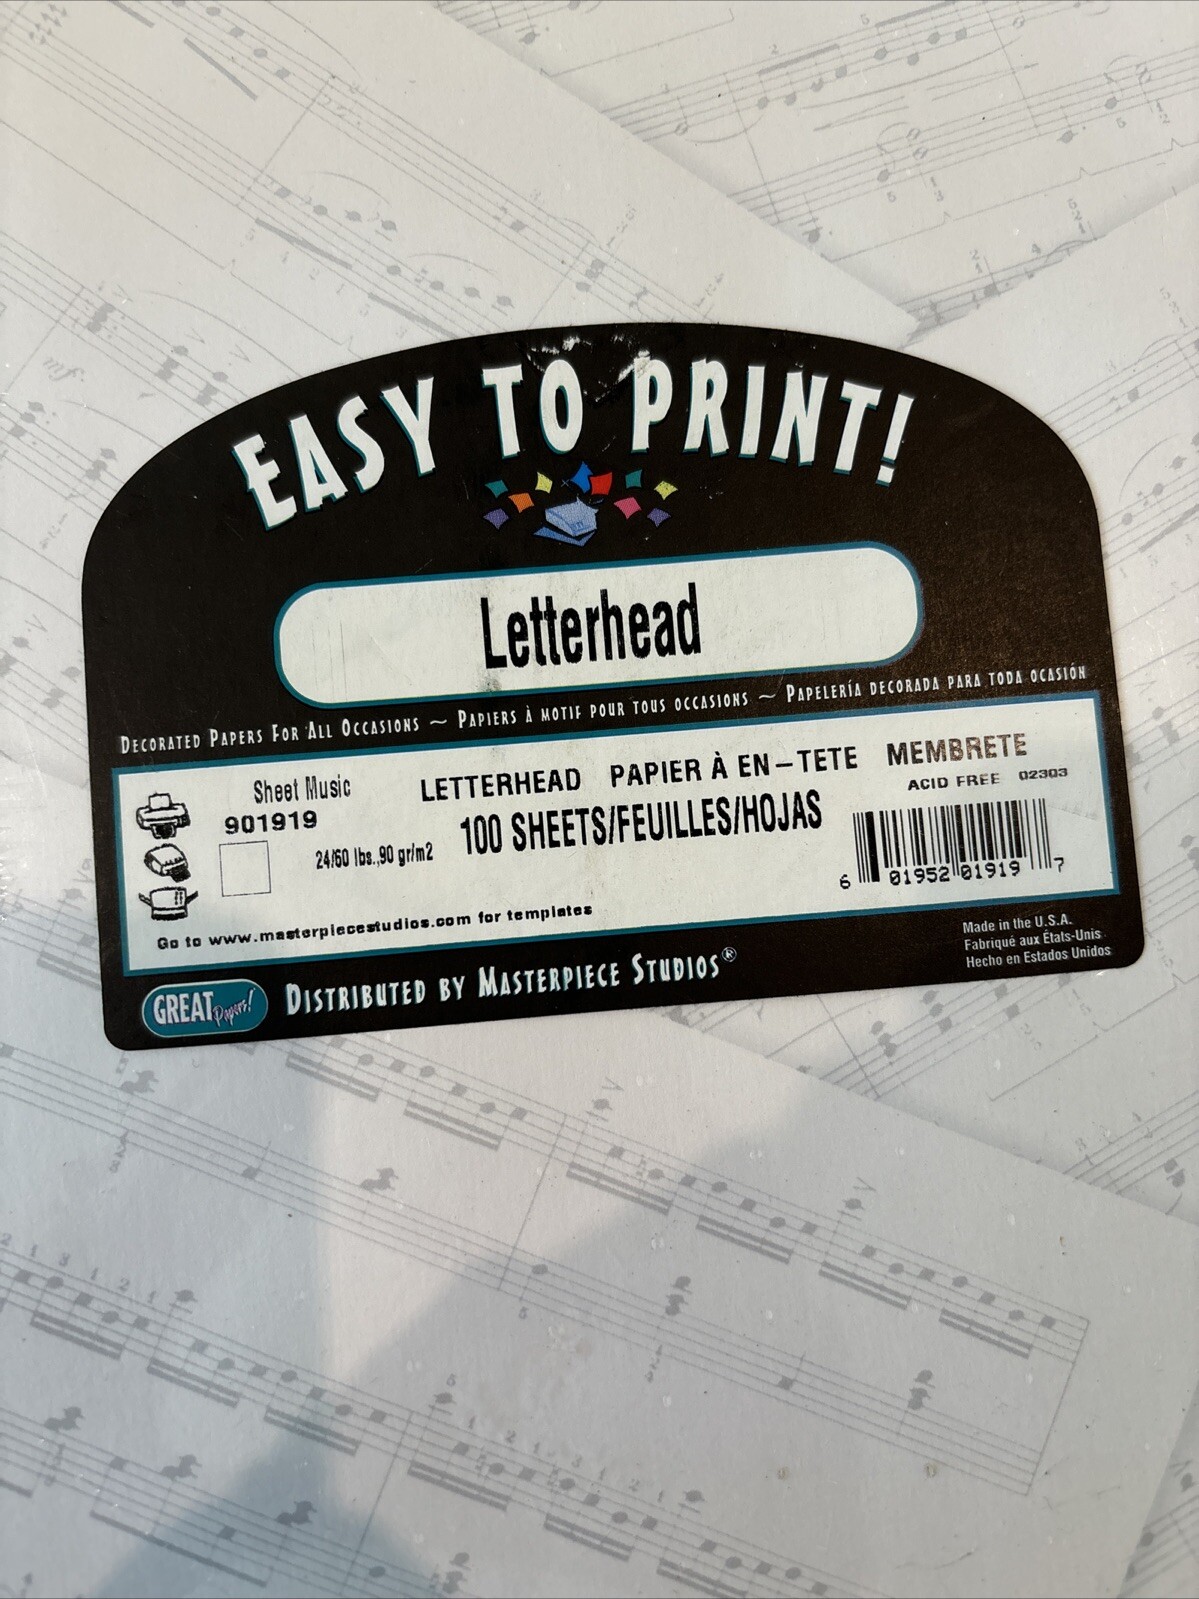 EASY TO PRINT!
Letterhead
DECORATED PAPERS FOR ALL OCCASIONS ~ PAPIERS À MOTIF POUR TOUS OCCASIONS ~ PAPELERÍA DECORADA PARA TODA OCASIÓN
Sheet Music
901919
24/60 lbs.,90 gr/m2
LETTERHEAD PAPIER À EN-TETE MEMBRETE
100 SHEETS/FEUILLES/HOJAS
ACID FREE 02303
6 01952 01919 7
Go to www.masterpiecestudios.com for templates
GREAT Papers!
DISTRIBUTED BY MASTERPIECE STUDIOS®
Made in the U.S.A.
Fabriqué aux États-Unis
Hecho en Estados Unidos